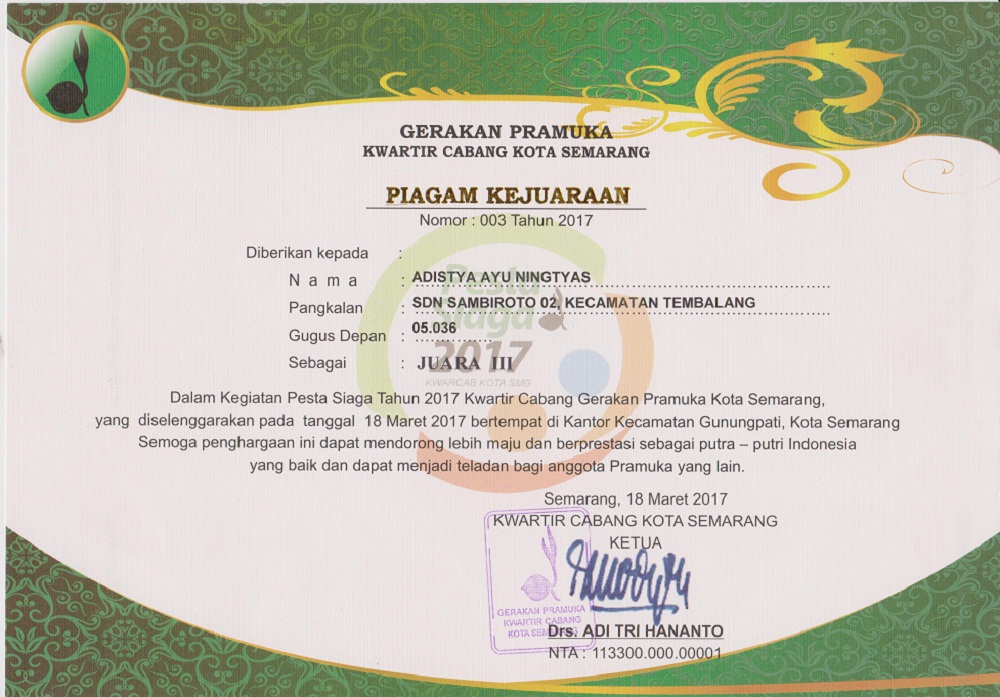 GERAKAN PRAMUKA
KWARTIR CABANG KOTA SEMARANG
PIAGAM KEJUARAAN
Nomor : 003 Tahun 2017
Diberikan kepada :
N a m a : ADISTYA AYU NINGTYAS
Pangkalan : SDN SAMBIROTO 02, KECAMATAN TEMBALANG
Gugus Depan : 05.036
Sebagai : JUARA III
Pesta
Siaga
2017
KWARCAB KOTA SMG
Dalam Kegiatan Pesta Siaga Tahun 2017 Kwartir Cabang Gerakan Pramuka Kota Semarang,
yang diselenggarakan pada tanggal 18 Maret 2017 bertempat di Kantor Kecamatan Gunungpati, Kota Semarang
Semoga penghargaan ini dapat mendorong lebih maju dan berprestasi sebagai putra – putri Indonesia
yang baik dan dapat menjadi teladan bagi anggota Pramuka yang lain.
Semarang, 18 Maret 2017
KWARTIR CABANG KOTA SEMARANG
KETUA
GERAKAN PRAMUKA
KWARTIR CABANG
KOTA
Drs. ADI TRI HANANTO
NTA : 113300.000.00001